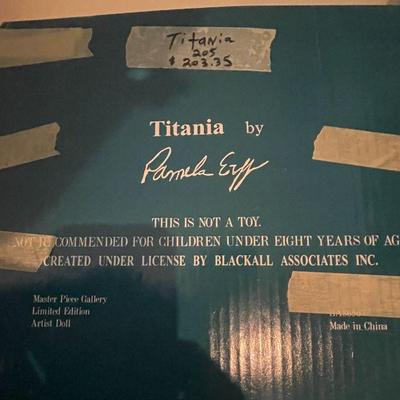 Titania
205
$203.35
Titania by
Pamela Erff
THIS IS NOT A TOY.
NOT RECOMMENDED FOR CHILDREN UNDER EIGHT YEARS OF AG
CREATED UNDER LICENSE BY BLACKALL ASSOCIATES INC.
Master Piece Gallery
Limited Edition
Artist Doll
Made in China